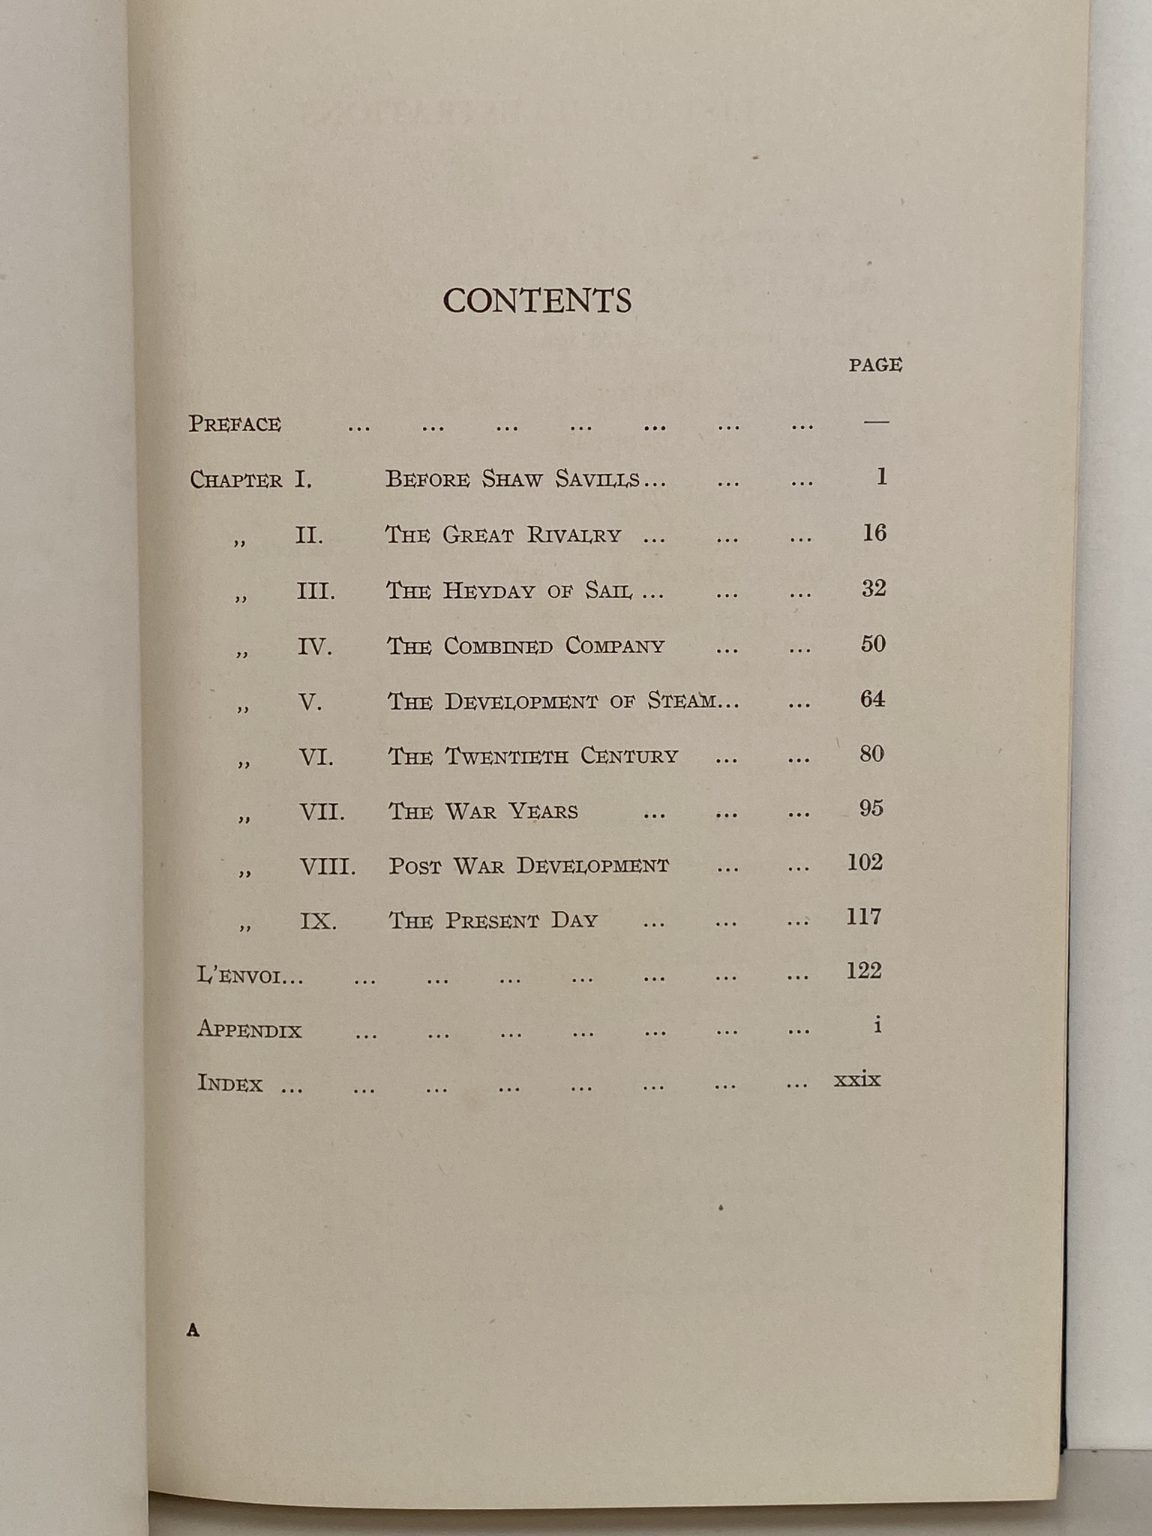 CONTENTS
PAGE
PREFACE ... ... ... ... ... ... ... —
CHAPTER I. BEFORE SHAW SAVILLS... ... ... 1
,, II. THE GREAT RIVALRY ... ... ... 16
,, III. THE HEYDAY OF SAIL ... ... ... 32
,, IV. THE COMBINED COMPANY ... ... 50
,, V. THE DEVELOPMENT OF STEAM... ... 64
,, VI. THE TWENTIETH CENTURY ... ... 80
,, VII. THE WAR YEARS ... ... ... 95
,, VIII. POST WAR DEVELOPMENT ... ... 102
,, IX. THE PRESENT DAY ... ... ... 117
L'ENVOI... ... ... ... ... ... ... ... 122
APPENDIX ... ... ... ... ... ... ... i
INDEX ... ... ... ... ... ... ... ... xxix
A